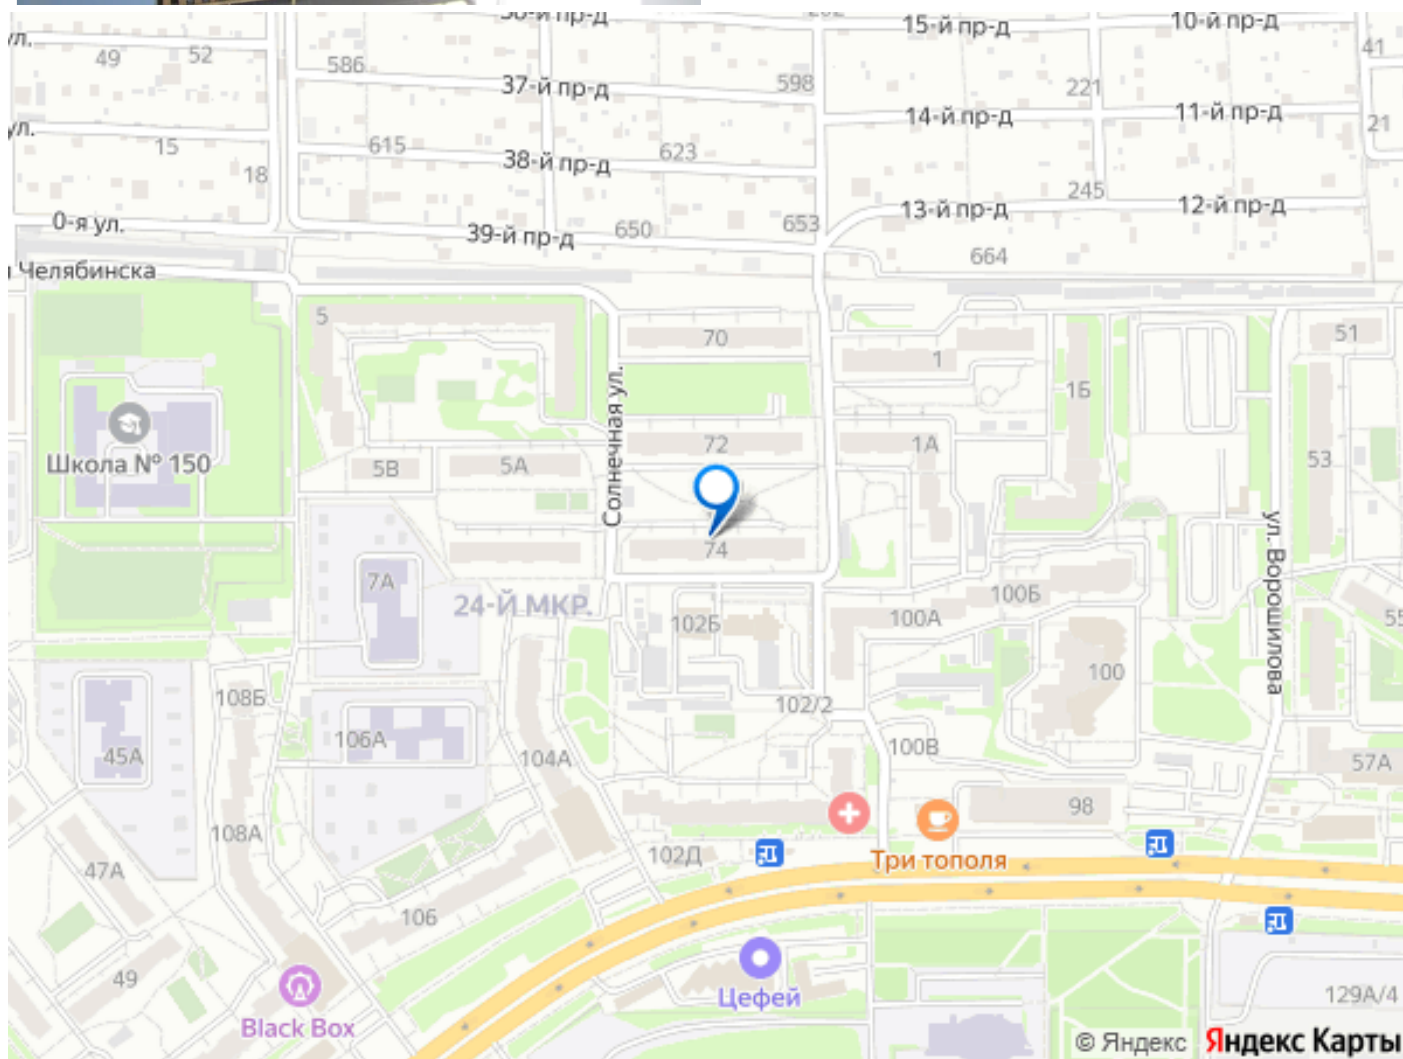 15-й пр-д
10-й пр-д
ул.
49
52
586
37-й пр-д
598
221
41
14-й пр-д
11-й пр-д
21
ул.
15
615
38-й пр-д
623
18
245
13-й пр-д
12-й пр-д
0-я ул.
39-й пр-д
650
653
664
Челябинска
5
70
1
1Б
51
Солнечная ул.
72
1А
53
Школа № 150
5В
5А
74
ул. Ворошилова
7А
24-Й МКР.
102Б
100А
100Б
55
100
108Б
102/2
106А
104А
100В
45А
57А
98
108А
102Д
Три тополя
47А
106
49
Цефей
Black Box
129А/4
© Яндекс
Яндекс Карты